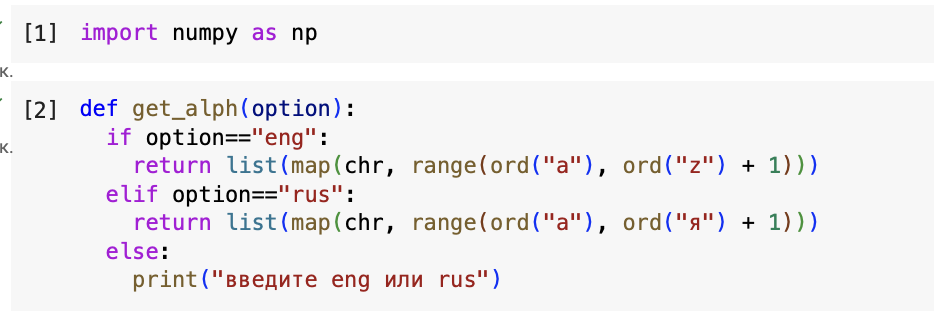 [1] import numpy as np
к.
[2] def get_alph(option):
if option=="eng":
к.
return list(map(chr, range(ord("a"), ord("z") + 1)))
elif option=="rus":
return list(map(chr, range(ord("а"), ord("я") + 1)))
else:
print("введите eng или rus")